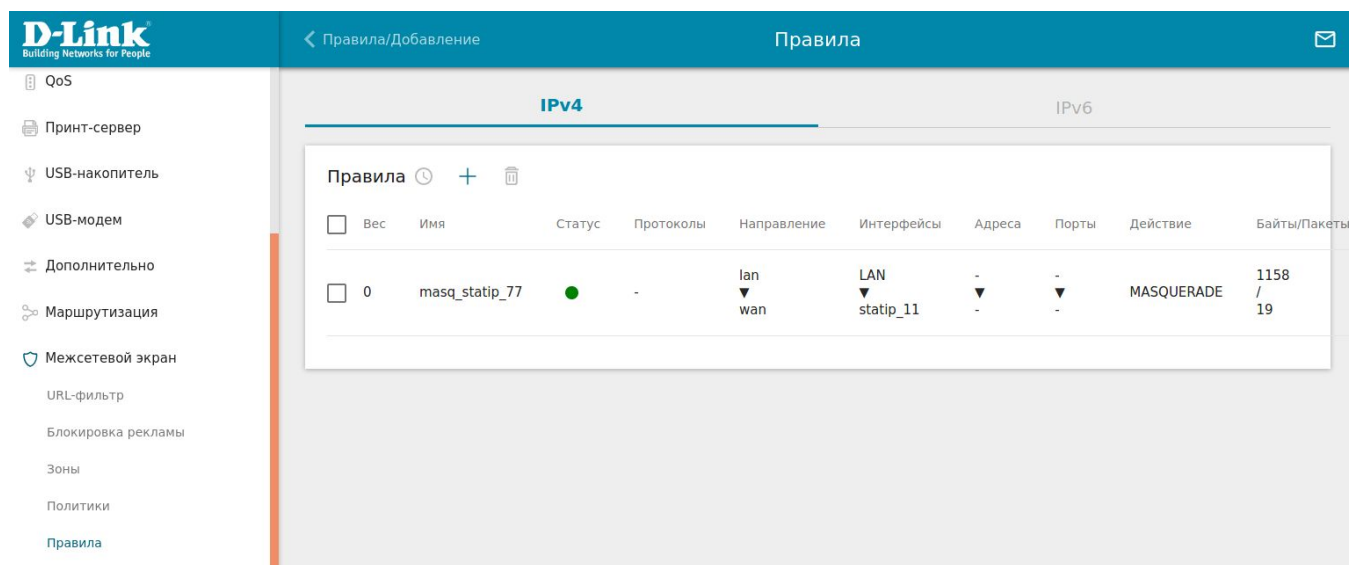 D-Link
Building Networks for People
Правила/Добавление
Правила
QoS
Принт-сервер
USB-накопитель
USB-модем
Дополнительно
Маршрутизация
Межсетевой экран
URL-фильтр
Блокировка рекламы
Зоны
Политики
Правила
IPv4 IPv6
Правила
Вес Имя Статус Протоколы Направление Интерфейсы Адреса Порты Действие Байты/Пакеты
lan LAN - - 1158
0 masq_statip_77 - ▼ ▼ ▼ ▼ MASQUERADE /
wan statip_11 - - 19